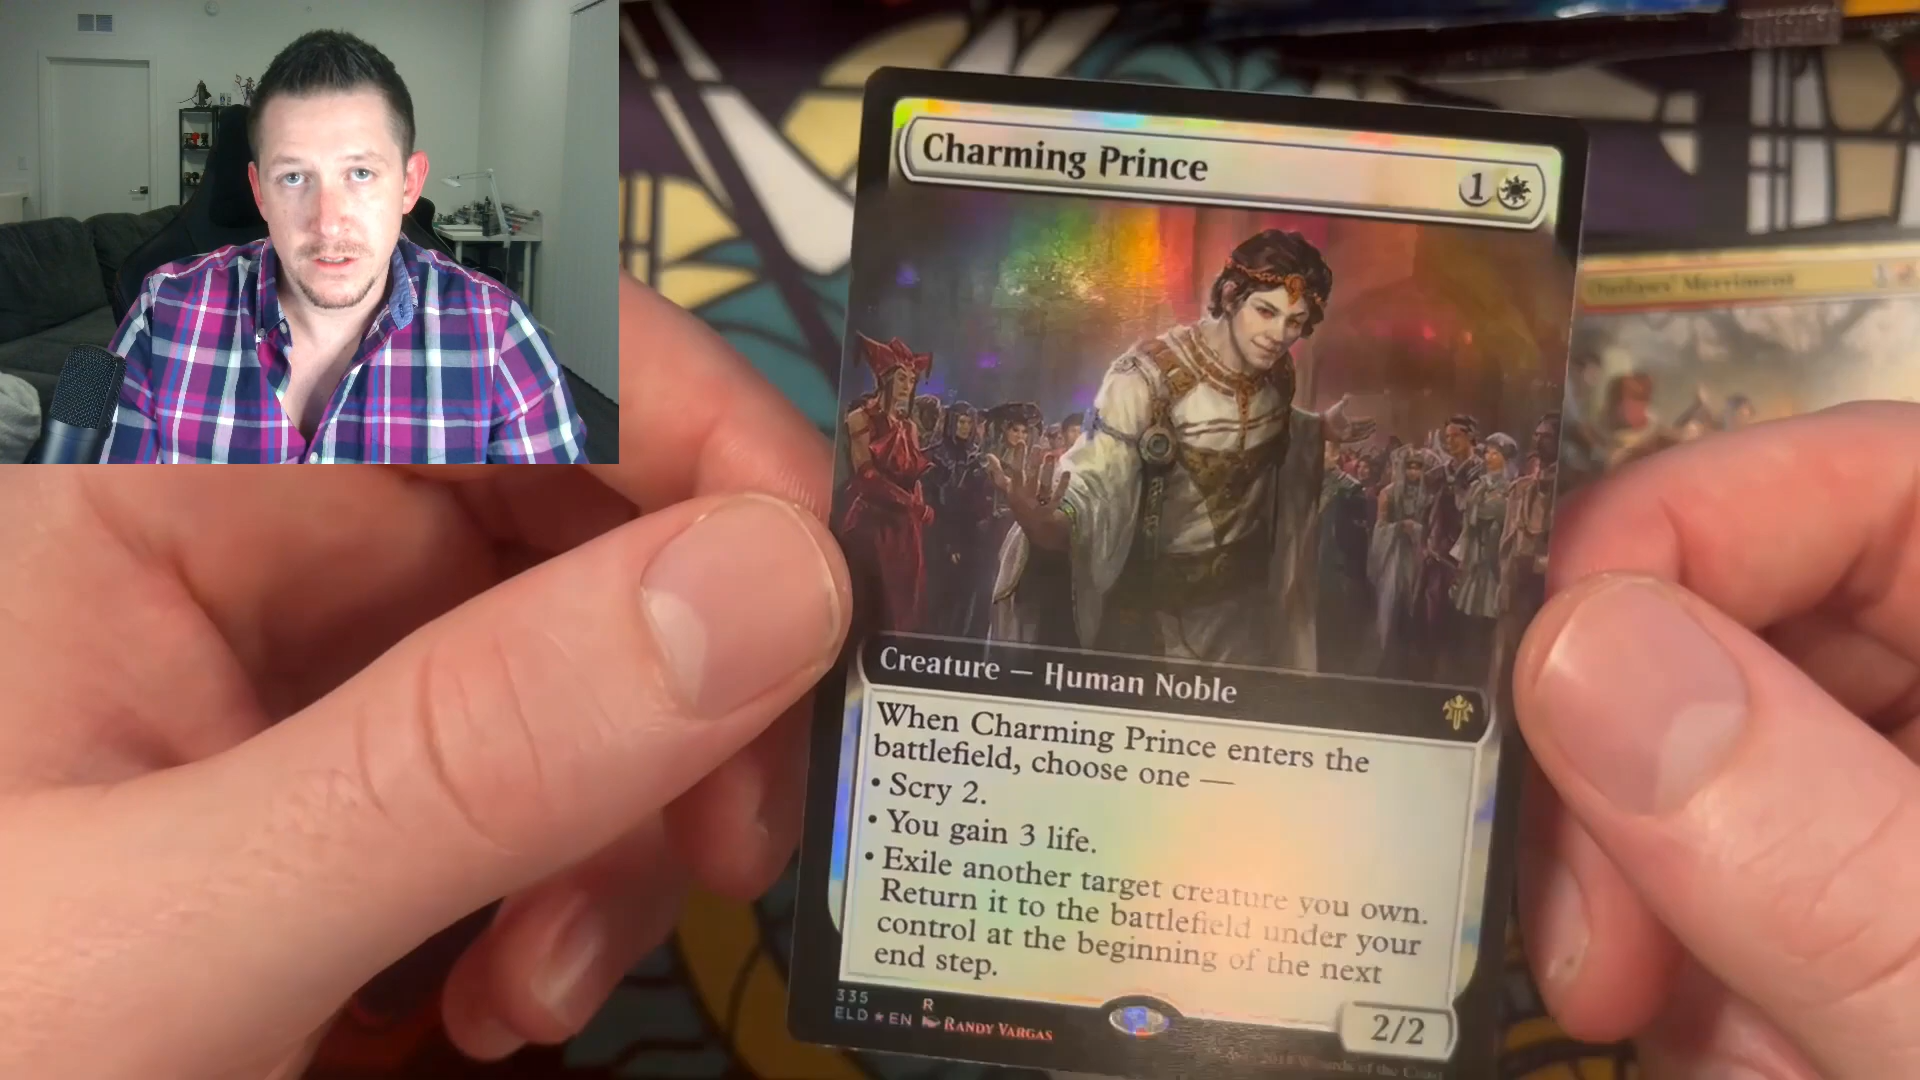 Charming Prince 1
Outlaws' Merriment
Creature — Human Noble
When Charming Prince enters the
battlefield, choose one —
• Scry 2.
• You gain 3 life.
• Exile another target creature you own.
Return it to the battlefield under your
control at the beginning of the next
end step.
335 R
ELD ★ EN RANDY VARGAS
2/2